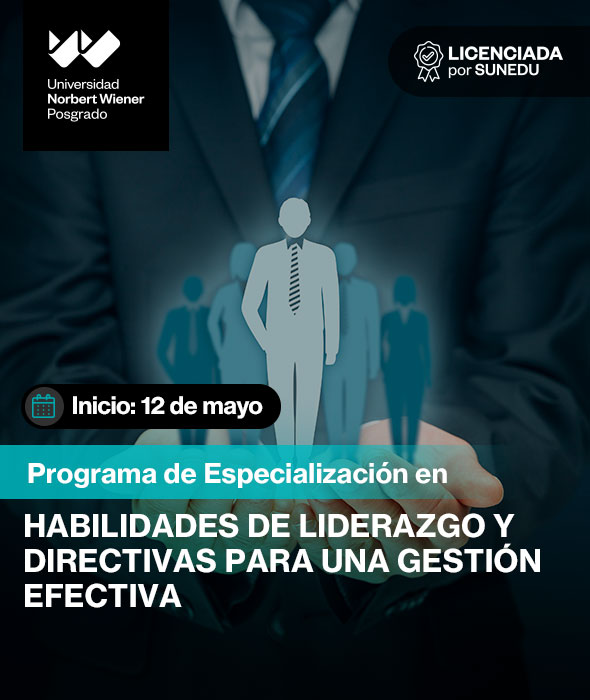 Universidad
Norbert Wiener
Posgrado
LICENCIADA
por SUNEDU
Inicio: 12 de mayo
Programa de Especialización en
HABILIDADES DE LIDERAZGO Y
DIRECTIVAS PARA UNA GESTIÓN
EFECTIVA